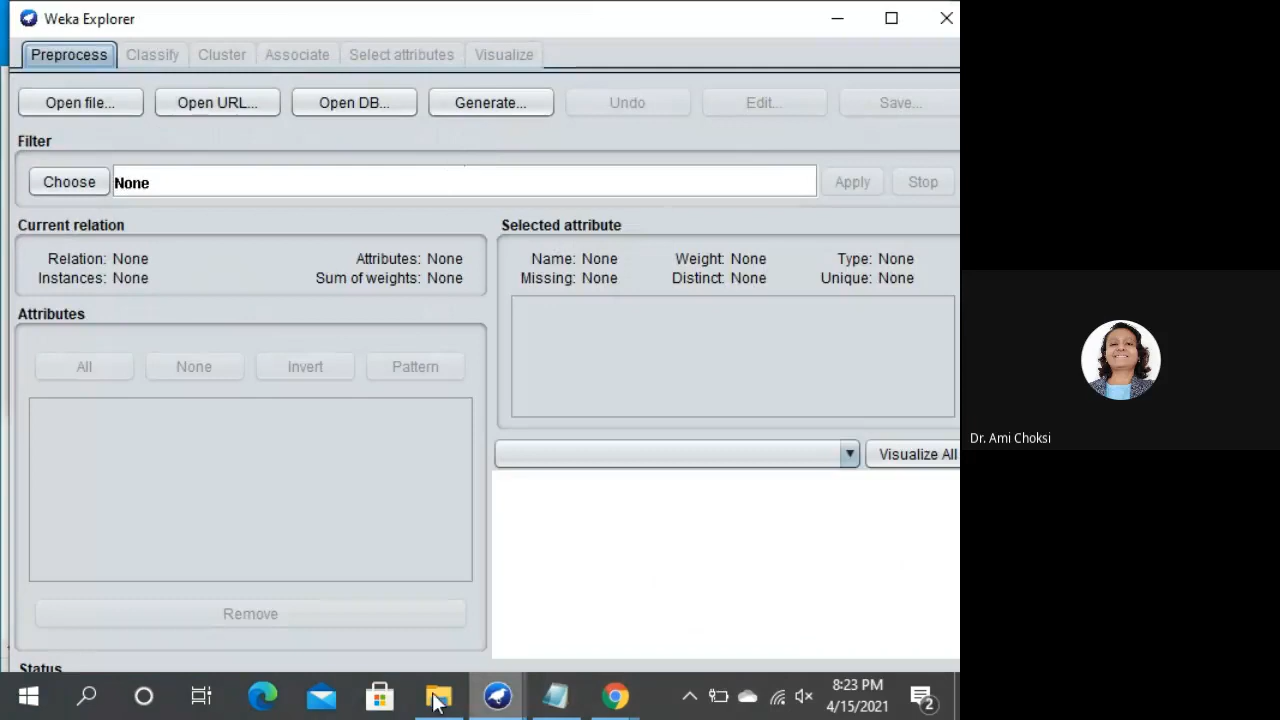 Weka Explorer
Preprocess Classify Cluster Associate Select attributes Visualize
Open file... Open URL... Open DB... Generate... Undo Edit... Save...
Filter
Choose None Apply Stop
Current relation
Relation: None Attributes: None
Instances: None Sum of weights: None
Selected attribute
Name: None Weight: None Type: None
Missing: None Distinct: None Unique: None
Attributes
All None Invert Pattern
Remove
Visualize All
Status
Dr. Ami Choksi
8:23 PM
4/15/2021
2